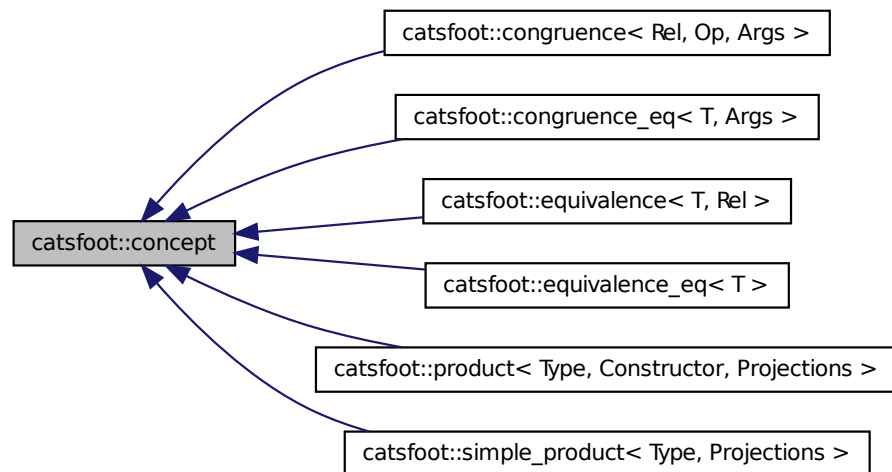 catsfoot::congruence< Rel, Op, Args >
catsfoot::congruence_eq< T, Args >
catsfoot::equivalence< T, Rel >
catsfoot::concept
catsfoot::equivalence_eq< T >
catsfoot::product< Type, Constructor, Projections >
catsfoot::simple_product< Type, Projections >